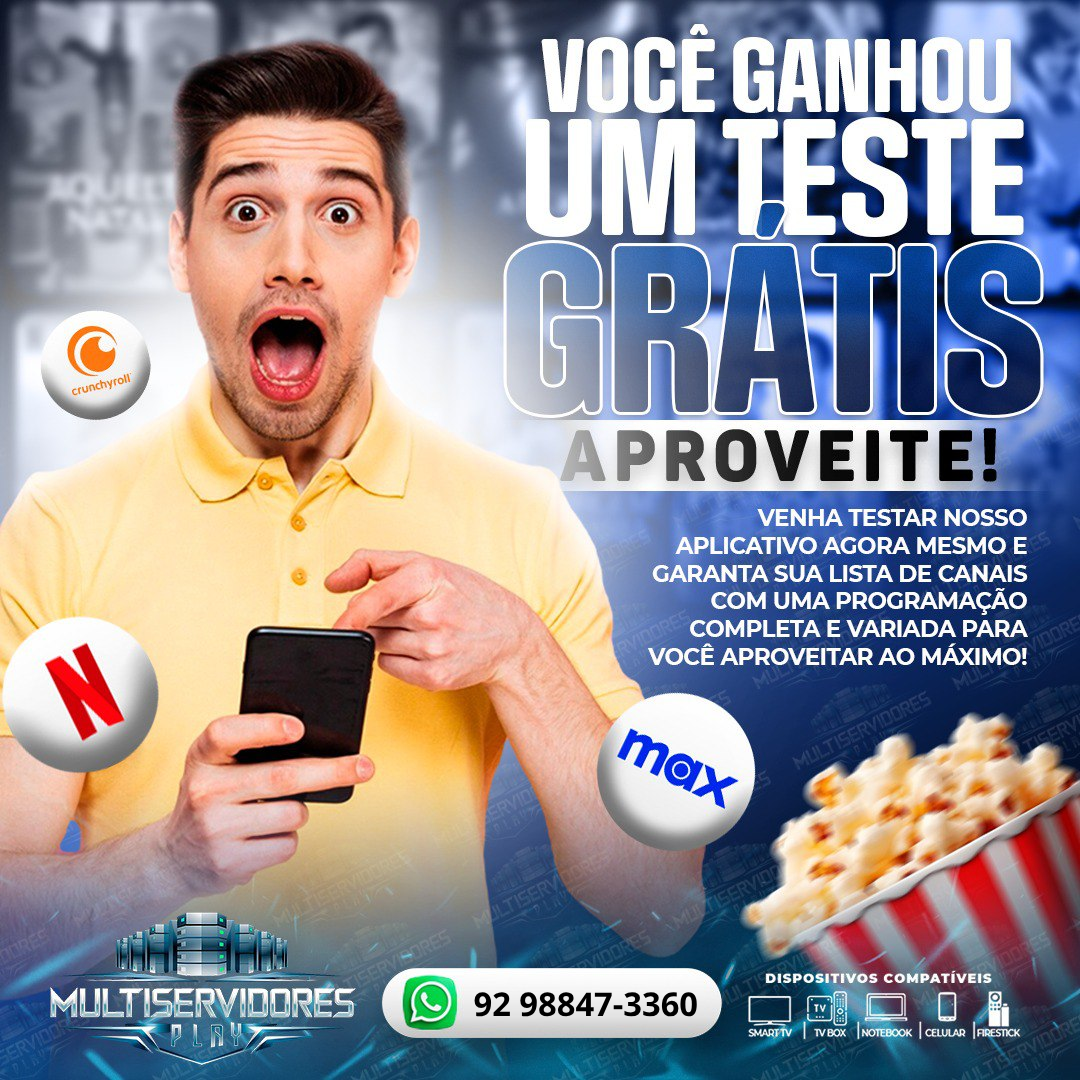 VOCÊ GANHOU
UM TESTE
GRÁTIS
APROVEITE!
crunchyroll
VENHA TESTAR NOSSO
APLICATIVO AGORA MESMO E
GARANTA SUA LISTA DE CANAIS
COM UMA PROGRAMAÇÃO
COMPLETA E VARIADA PARA
VOCÊ APROVEITAR AO MÁXIMO!
N
max
MULTISERVIDORES
PLAY
92 98847-3360
DISPOSITIVOS COMPATÍVEIS
TV
SMART TV | TV BOX | NOTEBOOK | CELULAR | FIRESTICK